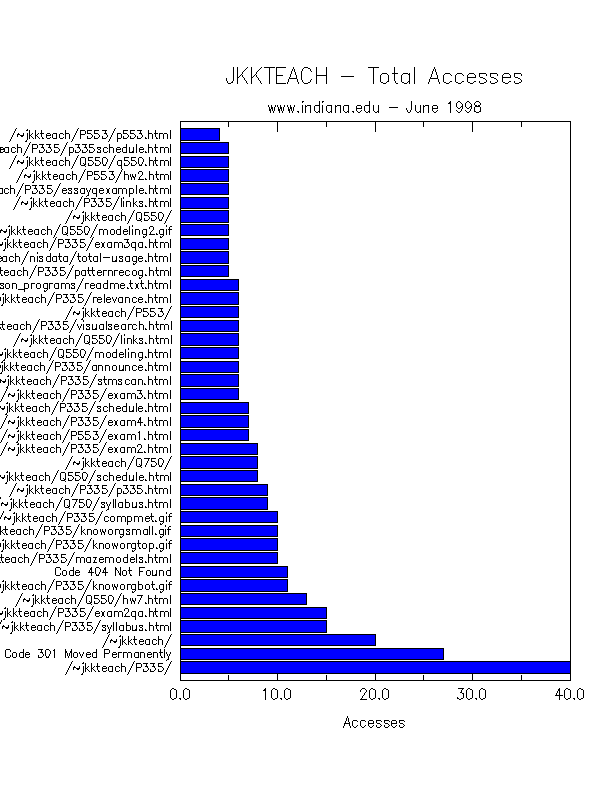 JKKTEACH - Total Accesses
www.indiana.edu - June 1998
/~jkkteach/P553/p553.html
each/P335/p335schedule.html
/~jkkteach/Q550/q550.html
/~jkkteach/P553/hw2.html
ach/P335/essayqexample.html
/~jkkteach/P335/links.html
/~jkkteach/Q550/
~jkkteach/Q550/modeling2.gif
~jkkteach/P335/exam3qa.html
each/nisdata/total-usage.html
teach/P335/patternrecog.html
son_programs/readme.txt.html
jkkteach/P335/relevance.html
/~jkkteach/P553/
kteach/P335/visualsearch.html
/~jkkteach/Q550/links.html
~jkkteach/Q550/modeling.html
~jkkteach/P335/announce.html
~jkkteach/P335/stmscan.html
/~jkkteach/P335/exam3.html
~jkkteach/P335/schedule.html
/~jkkteach/P335/exam4.html
/~jkkteach/P553/exam1.html
/~jkkteach/P335/exam2.html
/~jkkteach/Q750/
~jkkteach/Q550/schedule.html
/~jkkteach/P335/p335.html
~jkkteach/Q750/syllabus.html
/~jkkteach/P335/compmet.gif
kteach/P335/knoworgsmall.gif
jkkteach/P335/knoworgtop.gif
teach/P335/mazemodels.html
Code 404 Not Found
jkkteach/P335/knoworgbot.gif
/~jkkteach/Q550/hw7.html
~jkkteach/P335/exam2qa.html
/~jkkteach/P335/syllabus.html
/~jkkteach/
Code 301 Moved Permanently
/~jkkteach/P335/
0.0 10.0 20.0 30.0 40.0
Accesses